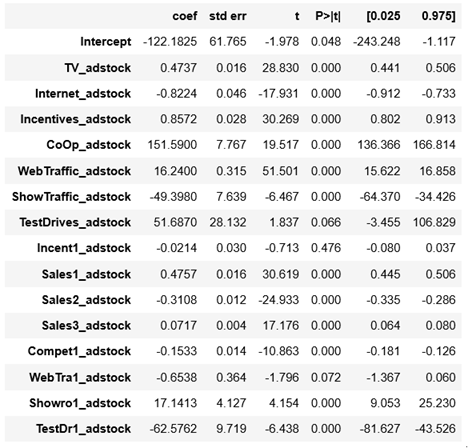 coef std err t P>|t| [0.025 0.975]
Intercept -122.1825 61.765 -1.978 0.048 -243.248 -1.117
TV_adstock 0.4737 0.016 28.830 0.000 0.441 0.506
Internet_adstock -0.8224 0.046 -17.931 0.000 -0.912 -0.733
Incentives_adstock 0.8572 0.028 30.269 0.000 0.802 0.913
CoOp_adstock 151.5900 7.767 19.517 0.000 136.366 166.814
WebTraffic_adstock 16.2400 0.315 51.501 0.000 15.622 16.858
ShowTraffic_adstock -49.3980 7.639 -6.467 0.000 -64.370 -34.426
TestDrives_adstock 51.6870 28.132 1.837 0.066 -3.455 106.829
Incent1_adstock -0.0214 0.030 -0.713 0.476 -0.080 0.037
Sales1_adstock 0.4757 0.016 30.619 0.000 0.445 0.506
Sales2_adstock -0.3108 0.012 -24.933 0.000 -0.335 -0.286
Sales3_adstock 0.0717 0.004 17.176 0.000 0.064 0.080
Compet1_adstock -0.1533 0.014 -10.863 0.000 -0.181 -0.126
WebTra1_adstock -0.6538 0.364 -1.796 0.072 -1.367 0.060
Showro1_adstock 17.1413 4.127 4.154 0.000 9.053 25.230
TestDr1_adstock -62.5762 9.719 -6.438 0.000 -81.627 -43.526